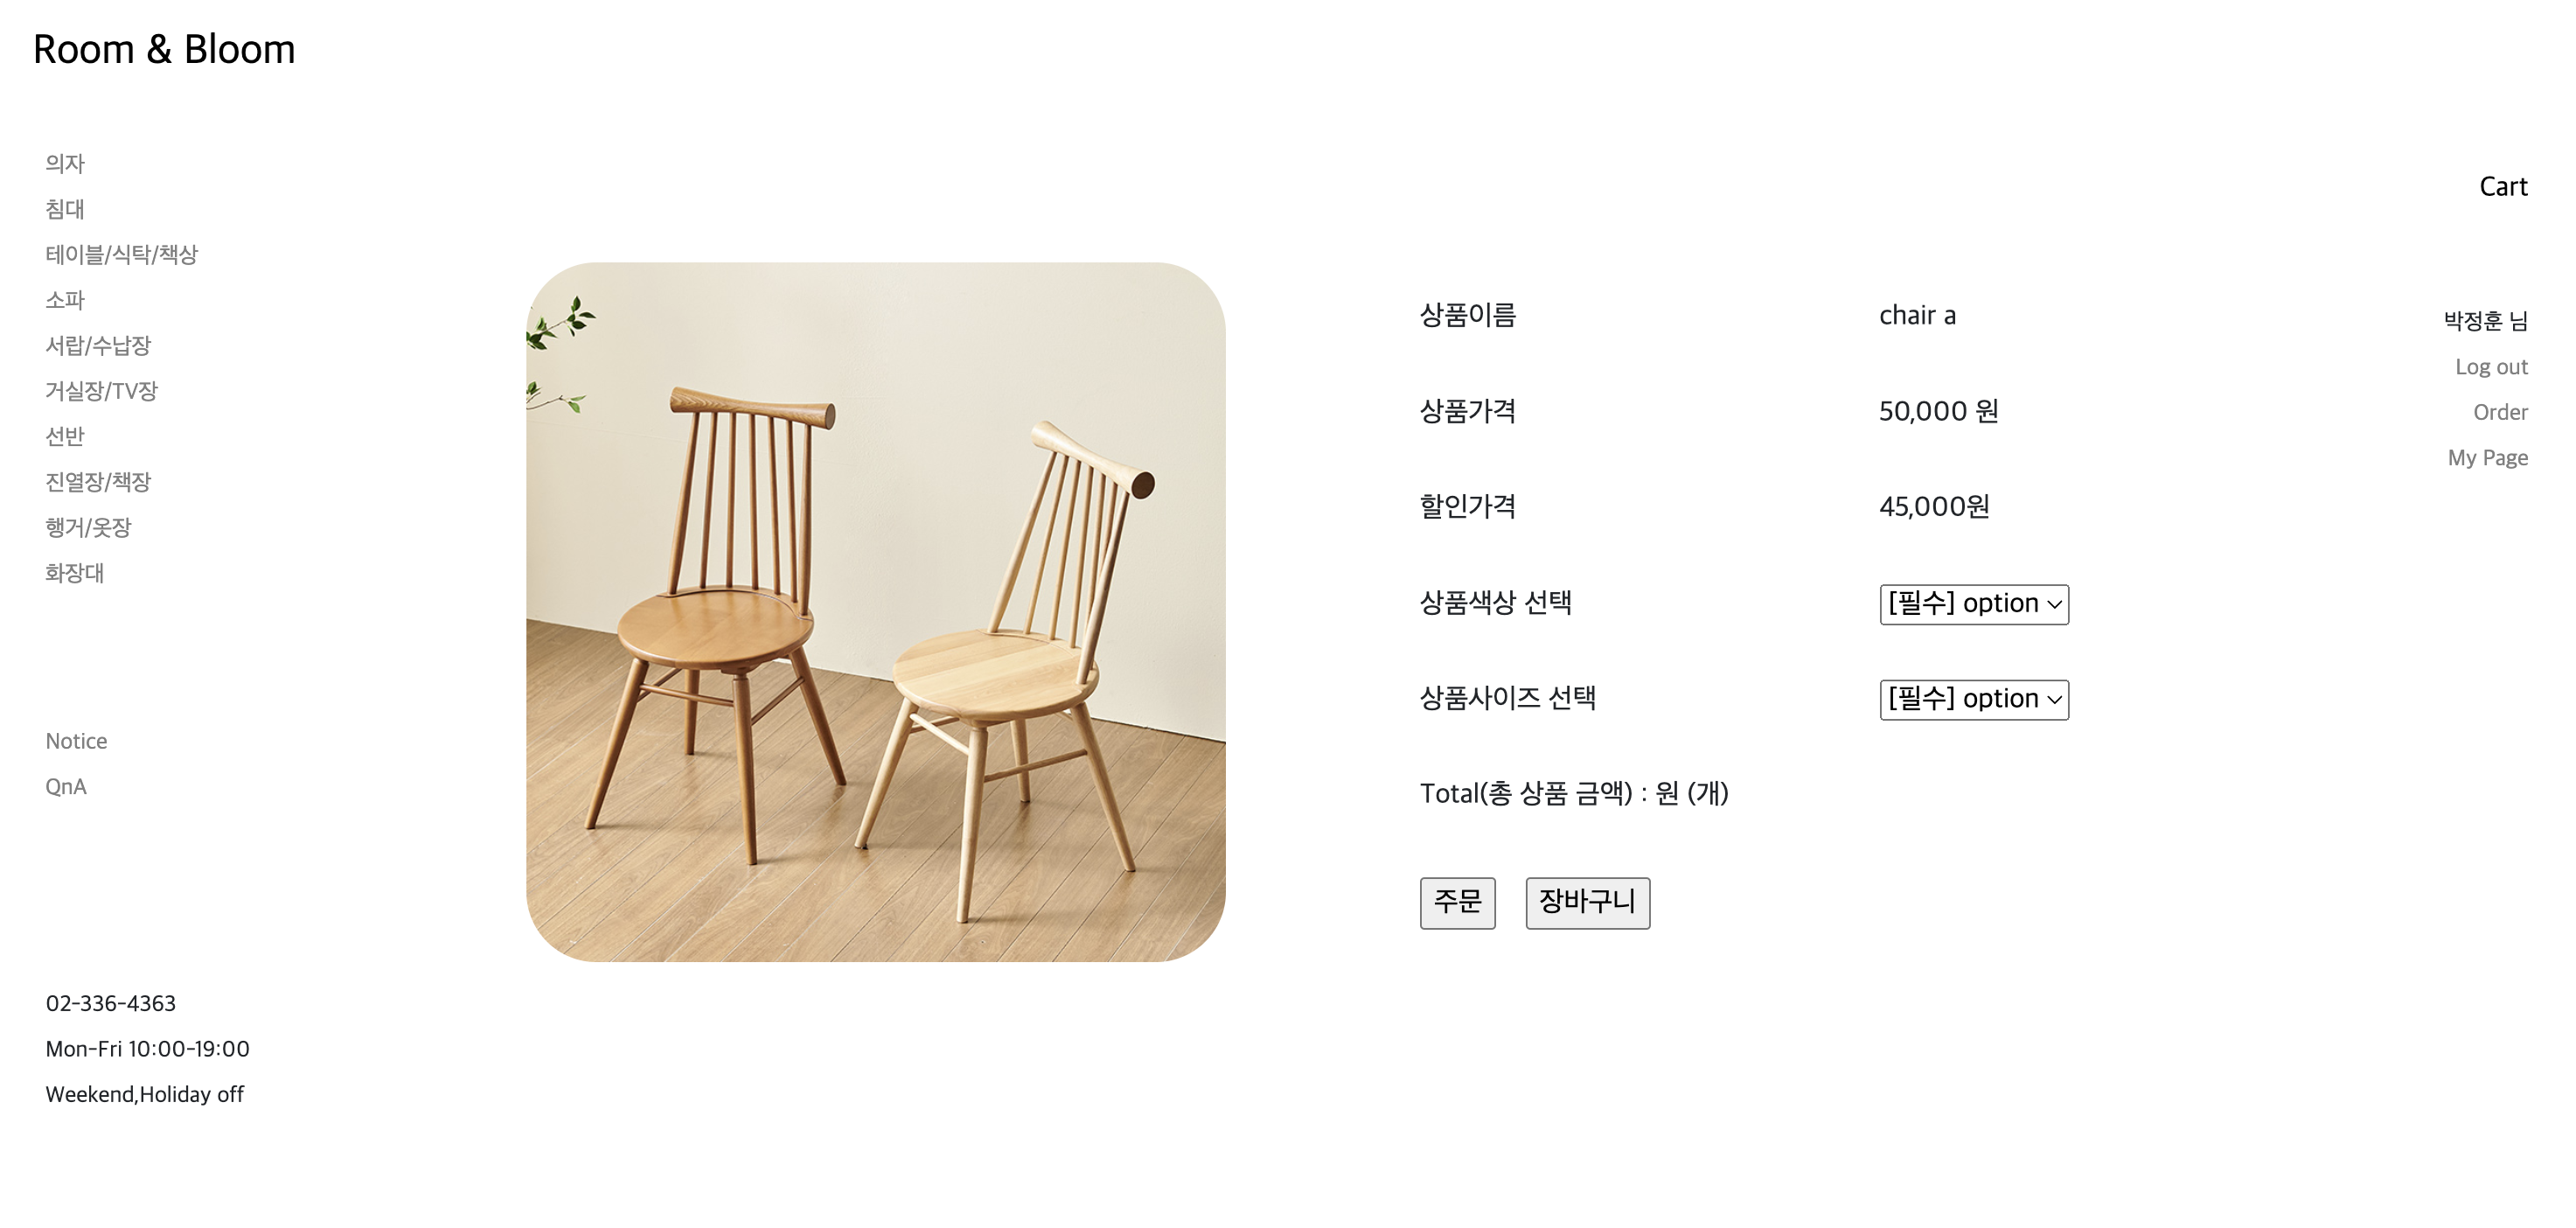 Room & Bloom
의자
침대
테이블/식탁/책상
소파
서랍/수납장
거실장/TV장
선반
진열장/책장
행거/옷장
화장대
Notice
QnA
02-336-4363
Mon-Fri 10:00-19:00
Weekend,Holiday off
상품이름 chair a
상품가격 50,000 원
할인가격 45,000원
상품색상 선택 [필수] option
상품사이즈 선택 [필수] option
Total(총 상품 금액) : 원 (개)
주문 장바구니
Cart
박정훈 님
Log out
Order
My Page